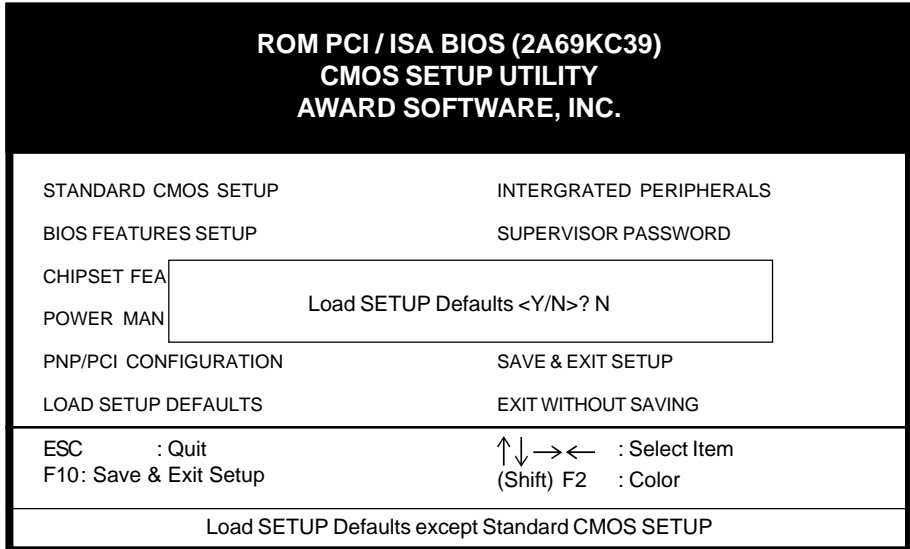 ROM PCI / ISA BIOS (2A69KC39)
CMOS SETUP UTILITY
AWARD SOFTWARE, INC.
STANDARD CMOS SETUP
INTERGRATED PERIPHERALS
BIOS FEATURES SETUP
SUPERVISOR PASSWORD
CHIPSET FEA
Load SETUP Defaults <Y/N>? N
POWER MAN
PNP/PCI CONFIGURATION
SAVE & EXIT SETUP
LOAD SETUP DEFAULTS
EXIT WITHOUT SAVING
ESC : Quit
↑↓→← : Select Item
F10: Save & Exit Setup
(Shift) F2 : Color
Load SETUP Defaults except Standard CMOS SETUP